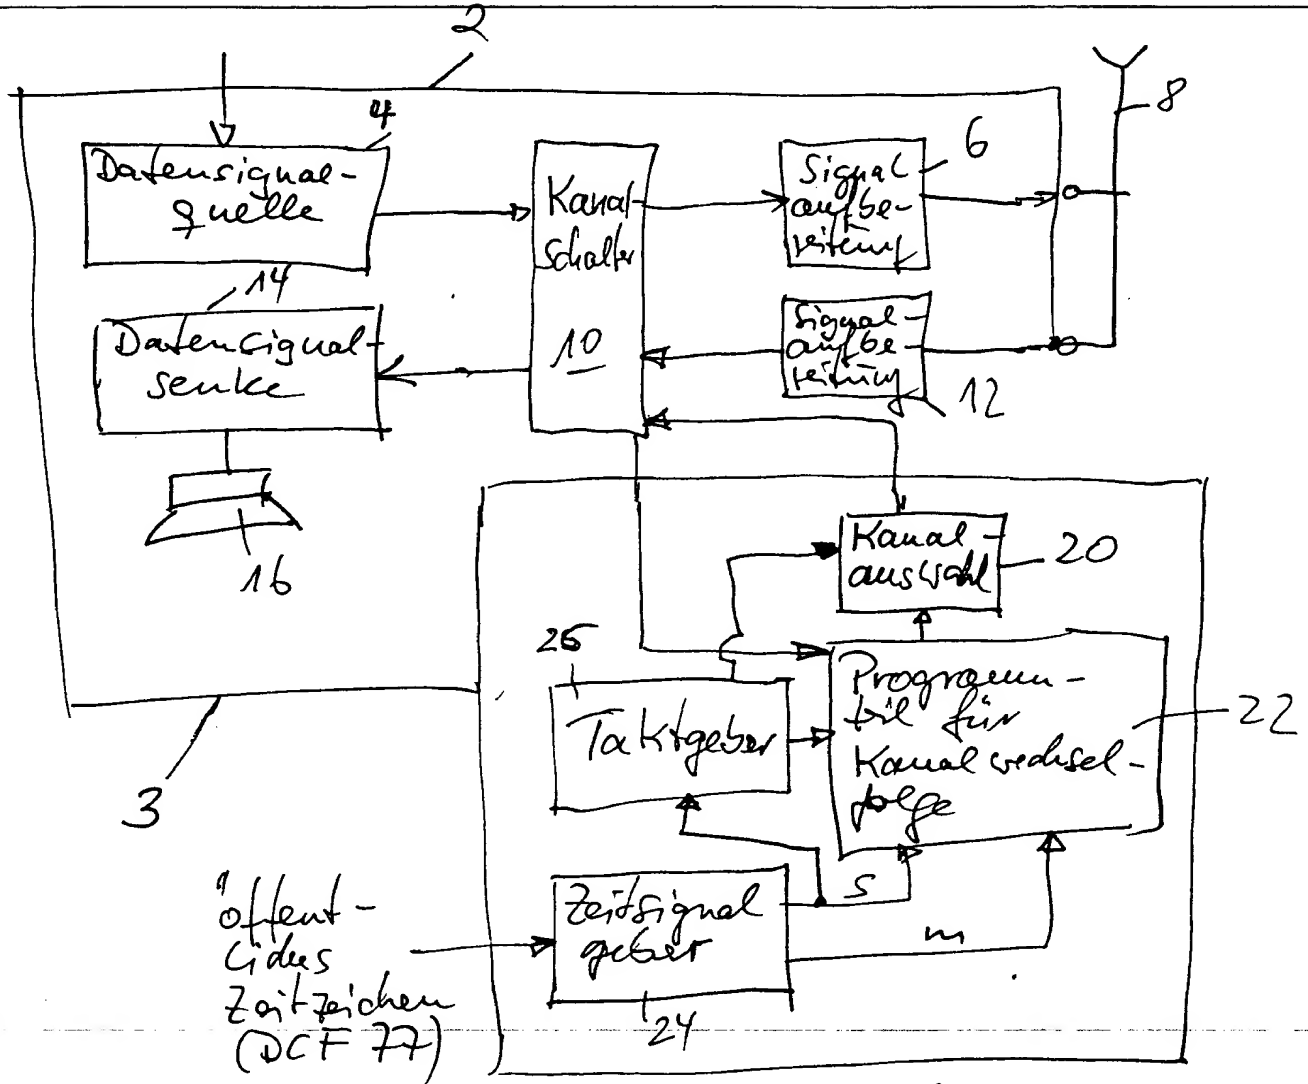 2
8
4
Datensignal-
quelle
Kanal
schalter
10
Signal
aufbe-
reitung
6
14
Datensignal-
senke
Signal-
aufbe
reitung
12
16
Kanal-
auswahl
20
26
Taktgeber
Programm-
teil für
Kanalwechsel-
folge
22
3
s
m
öffent-
liches
Zeitzeichen
(DCF 77)
Zeitsignal
geber
24